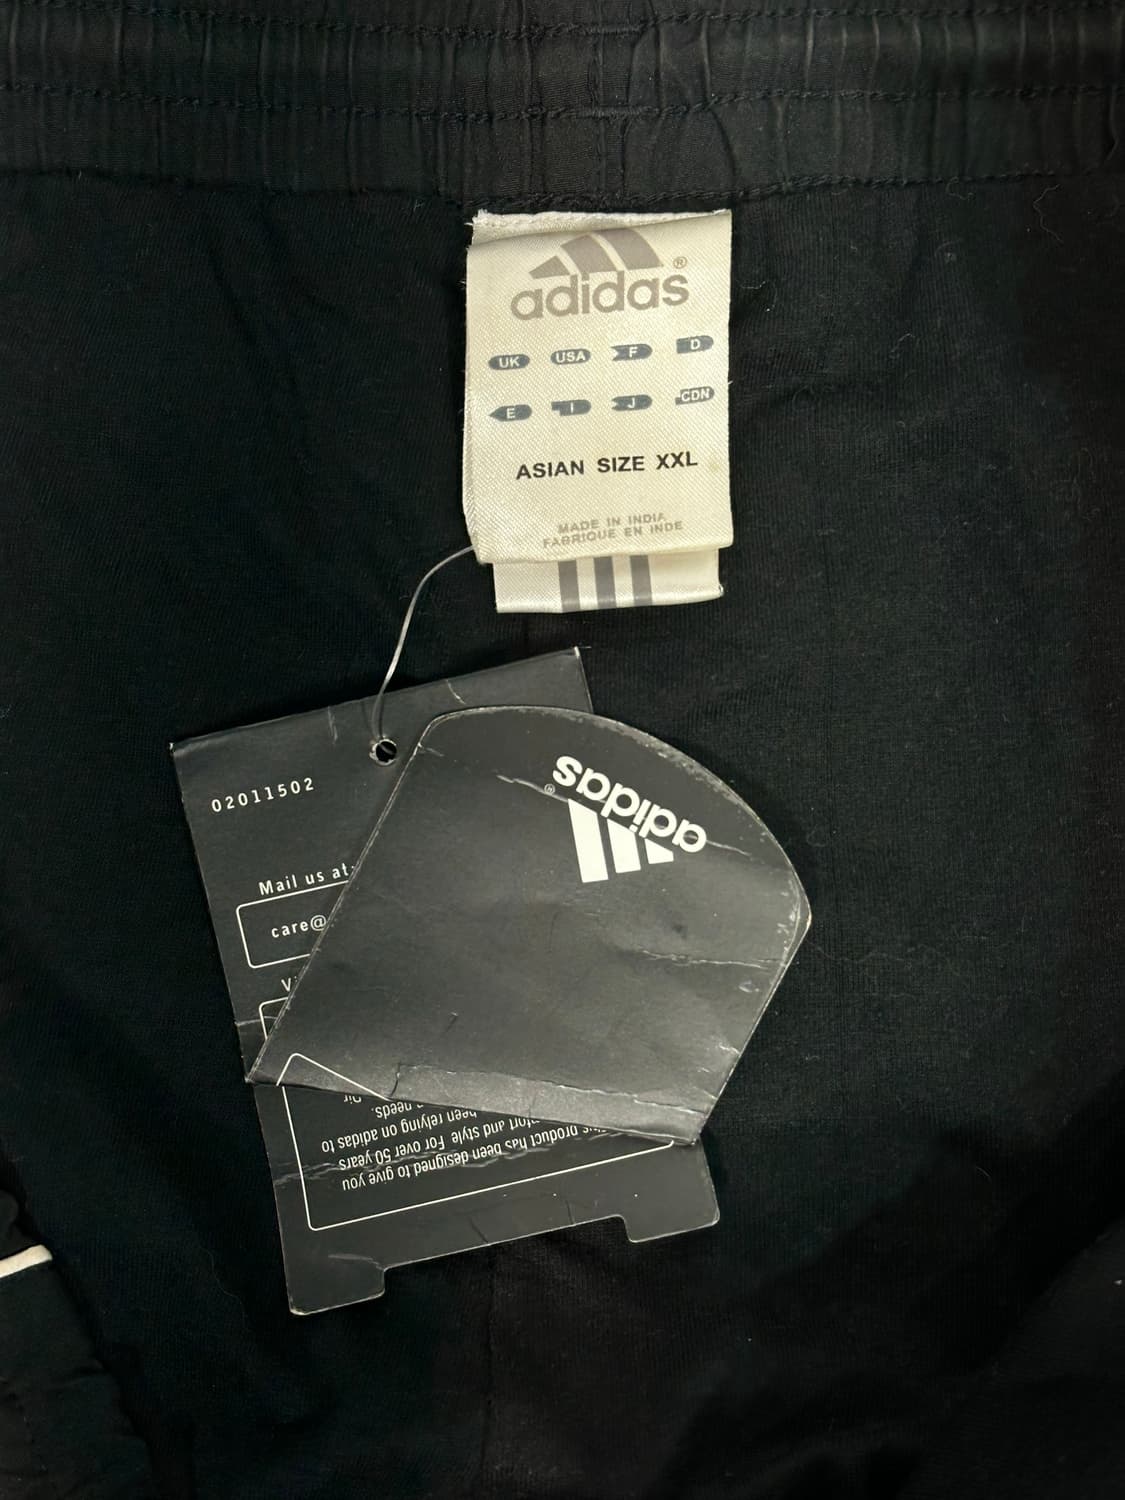 adidas®
UK USA F D
E I J CDN
ASIAN SIZE XXL
MADE IN INDIA
FABRIQUE EN INDE
02011502
Mail us at
care@
adidas®
product has been
designed to give you
and style For over 50 years
been relying on adidas to
needs.